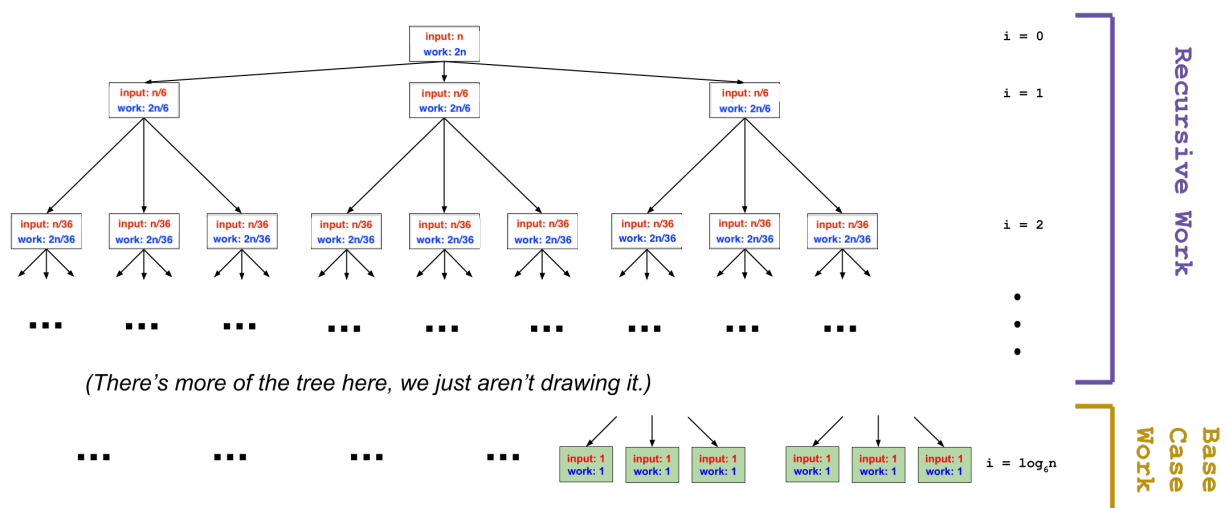 input: n
work: 2n
i = 0
input: n/6
work: 2n/6
input: n/6
work: 2n/6
input: n/6
work: 2n/6
i = 1
input: n/36
work: 2n/36
input: n/36
work: 2n/36
input: n/36
work: 2n/36
input: n/36
work: 2n/36
input: n/36
work: 2n/36
input: n/36
work: 2n/36
input: n/36
work: 2n/36
input: n/36
work: 2n/36
input: n/36
work: 2n/36
i = 2
Recursive Work
(There's more of the tree here, we just aren't drawing it.)
input: 1
work: 1
input: 1
work: 1
input: 1
work: 1
input: 1
work: 1
input: 1
work: 1
input: 1
work: 1
i = log₆n
Base
Case
Work